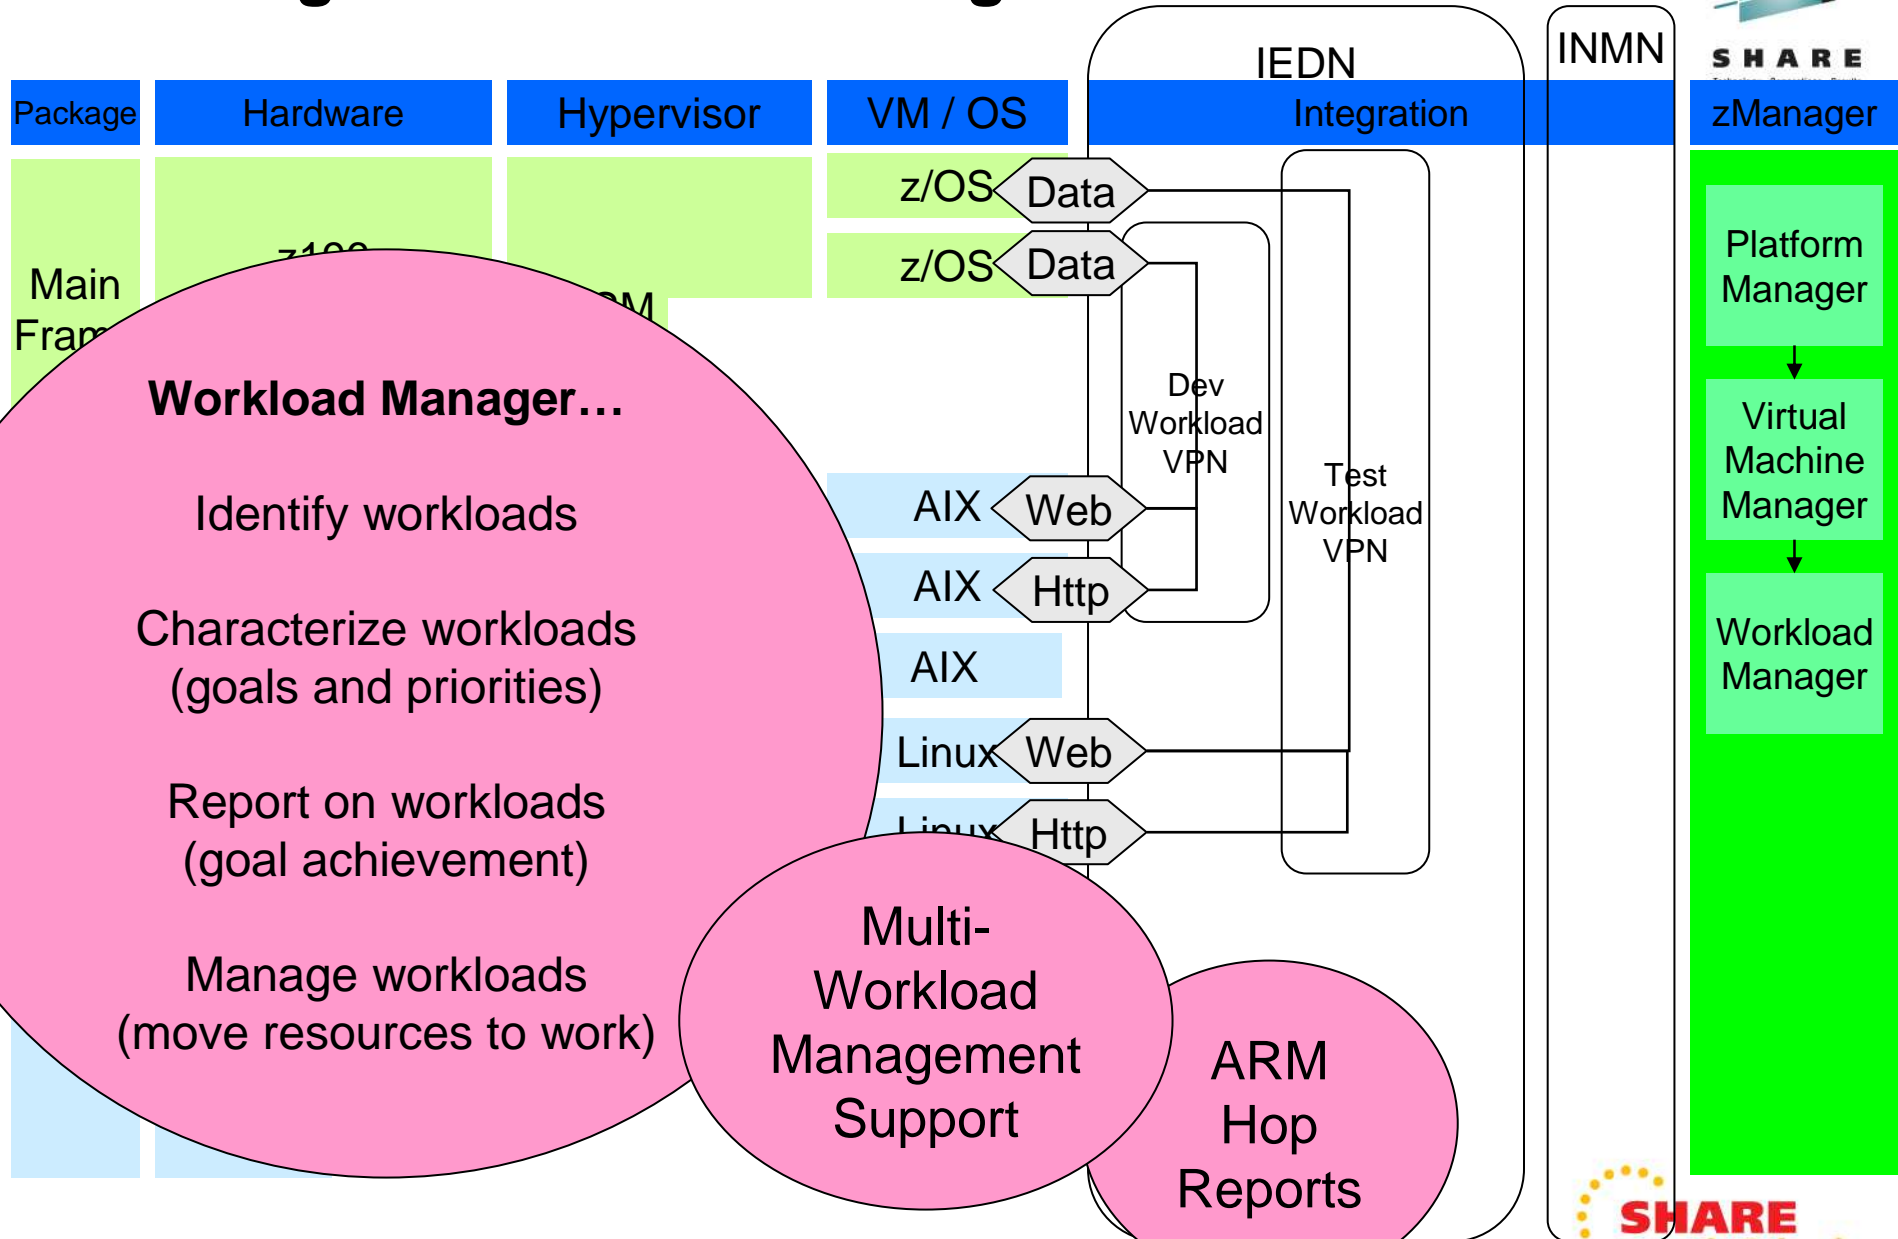 IEDN
INMN
SHARE
Package
Hardware
Hypervisor
VM / OS
Integration
zManager
z/OS
Data
z/OS
Data
Main
Platform
Manager
Workload Manager…
Identify workloads
Characterize workloads
(goals and priorities)
Report on workloads
(goal achievement)
Manage workloads
(move resources to work)
Dev
Workload
VPN
Test
Workload
VPN
AIX
Web
AIX
Http
AIX
Linux
Web
Linux
Http
Virtual
Machine
Manager
Workload
Manager
Multi-
Workload
Management
Support
ARM
Hop
Reports
SHARE